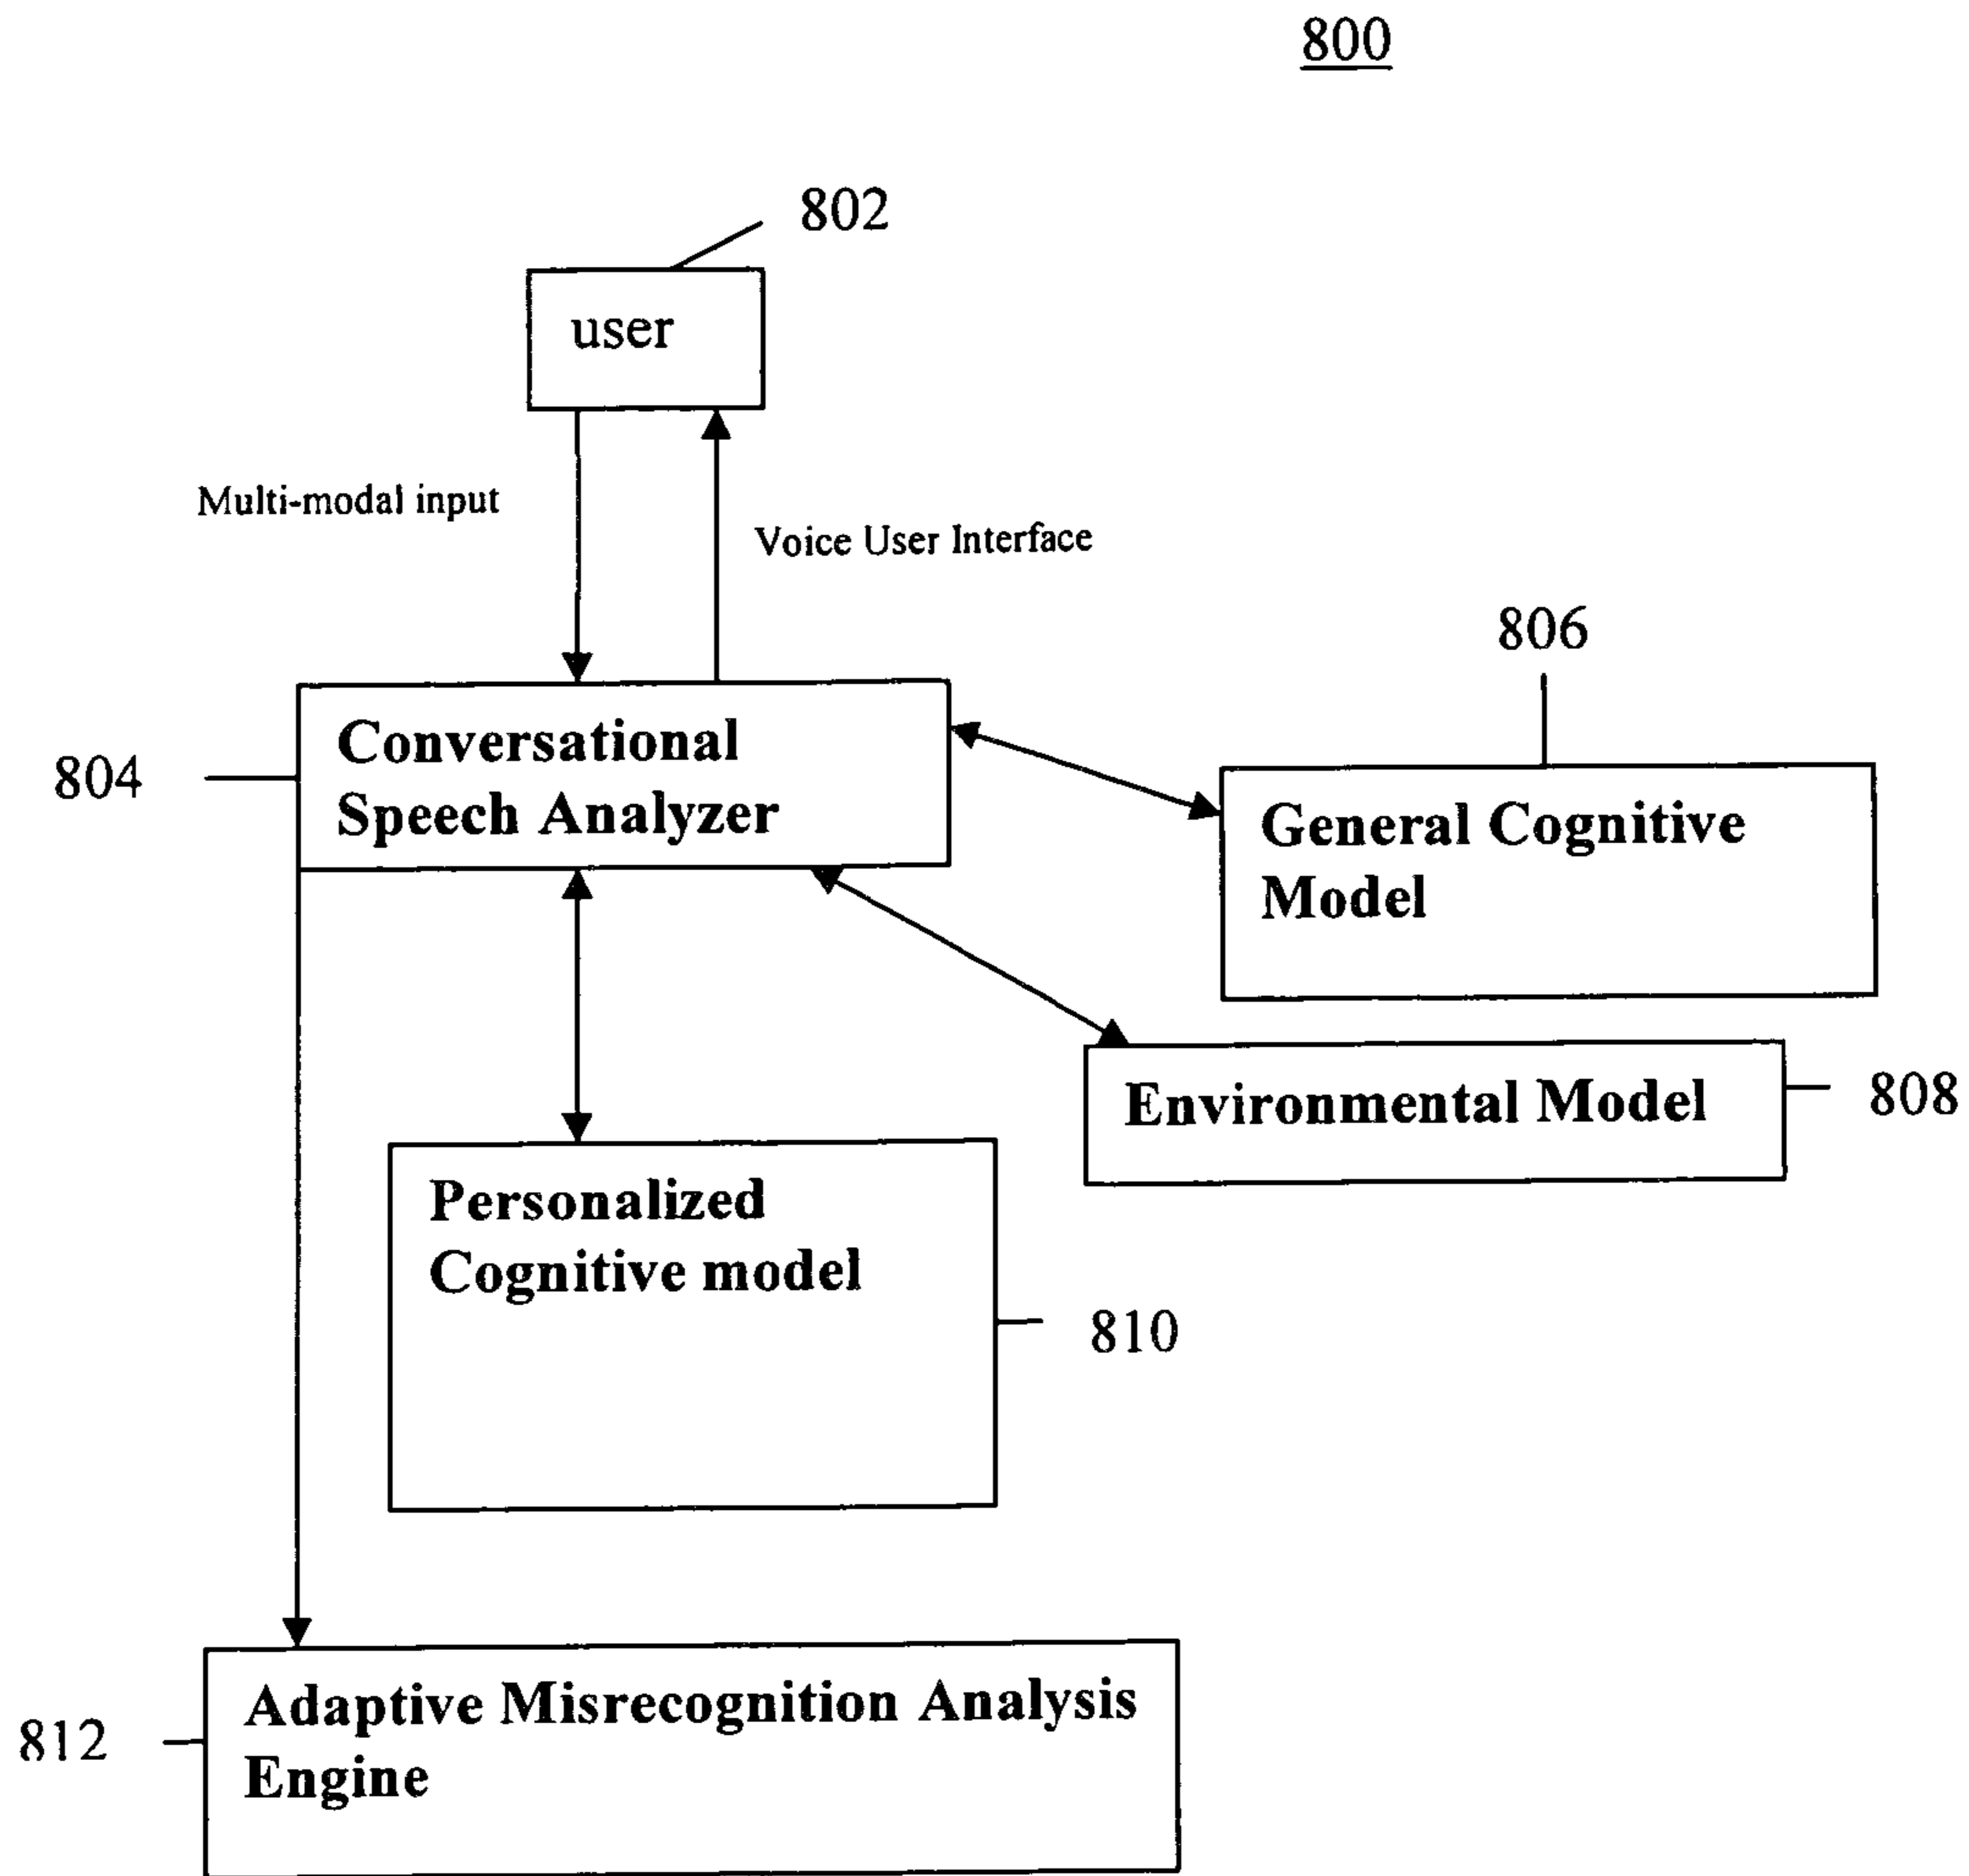 800
802
user
Multi-modal input
Voice User Interface
806
804
Conversational
Speech Analyzer
General Cognitive
Model
Environmental Model
808
Personalized
Cognitive model
810
812
Adaptive Misrecognition Analysis
Engine